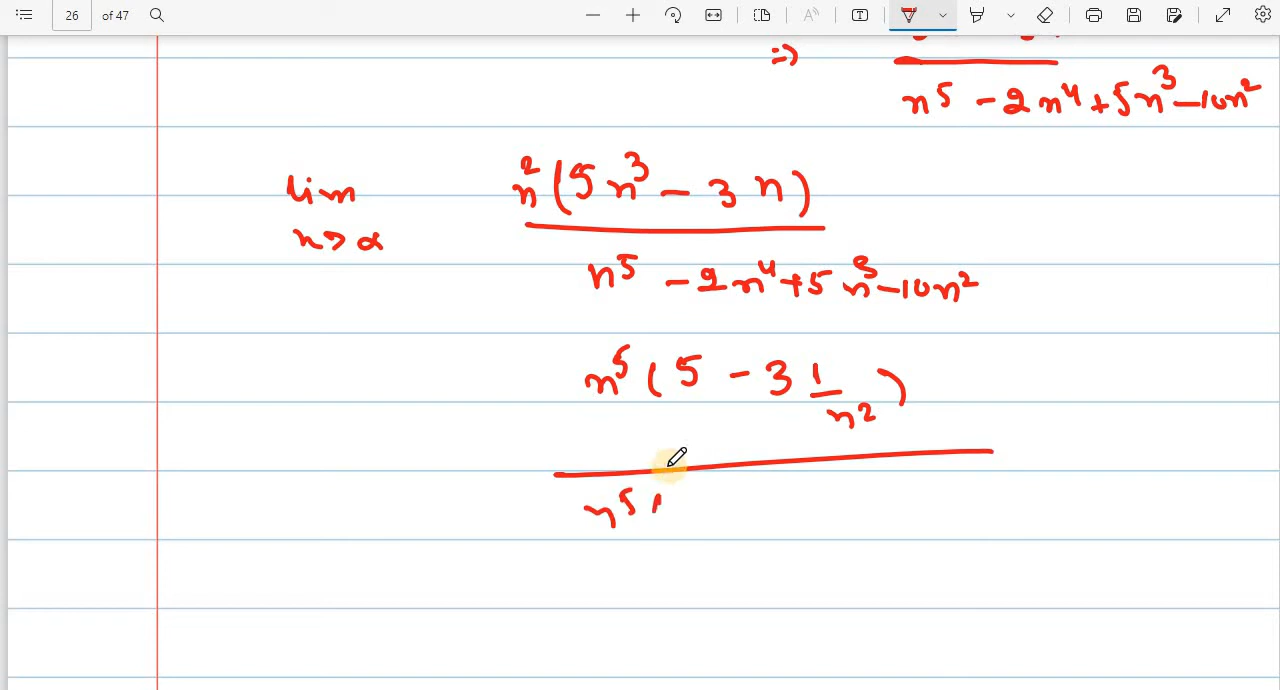 26 of 47
=>
n⁵ - 2n⁴ + 5n³ - 10n²
lim n²(5n³ - 3n)
n→∝ n⁵ - 2n⁴ + 5n³ - 10n²
n⁵(5 - 3 1/n²)
n⁵